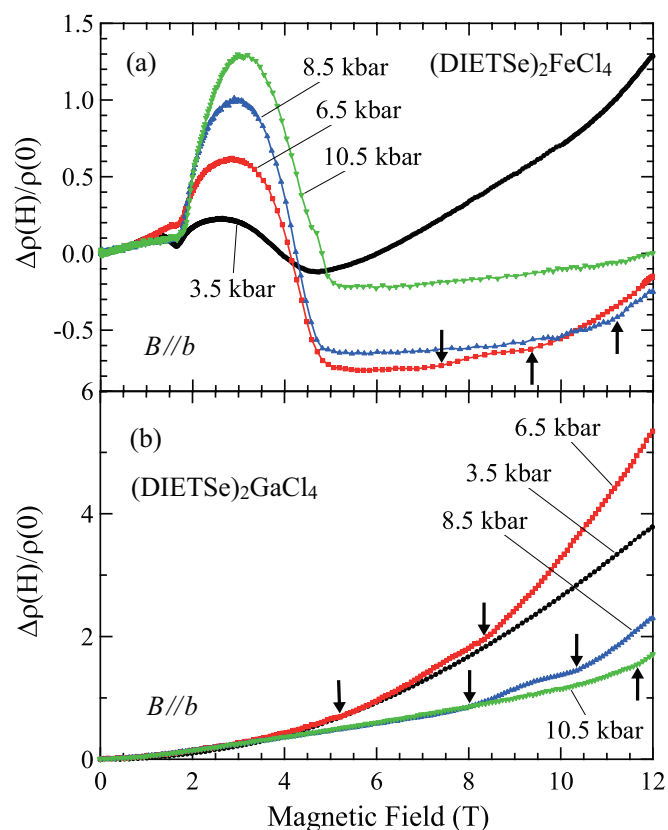 1.5
(a)
(DIETSe)₂FeCl₄
8.5 kbar
1.0
6.5 kbar
10.5 kbar
0.5
Δρ(H)/ρ(0)
0.0
3.5 kbar
-0.5
B//b
6
(b)
6.5 kbar
(DIETSe)₂GaCl₄
3.5 kbar
4
8.5 kbar
Δρ(H)/ρ(0)
2
B//b
10.5 kbar
0
0 2 4 6 8 10 12
Magnetic Field (T)